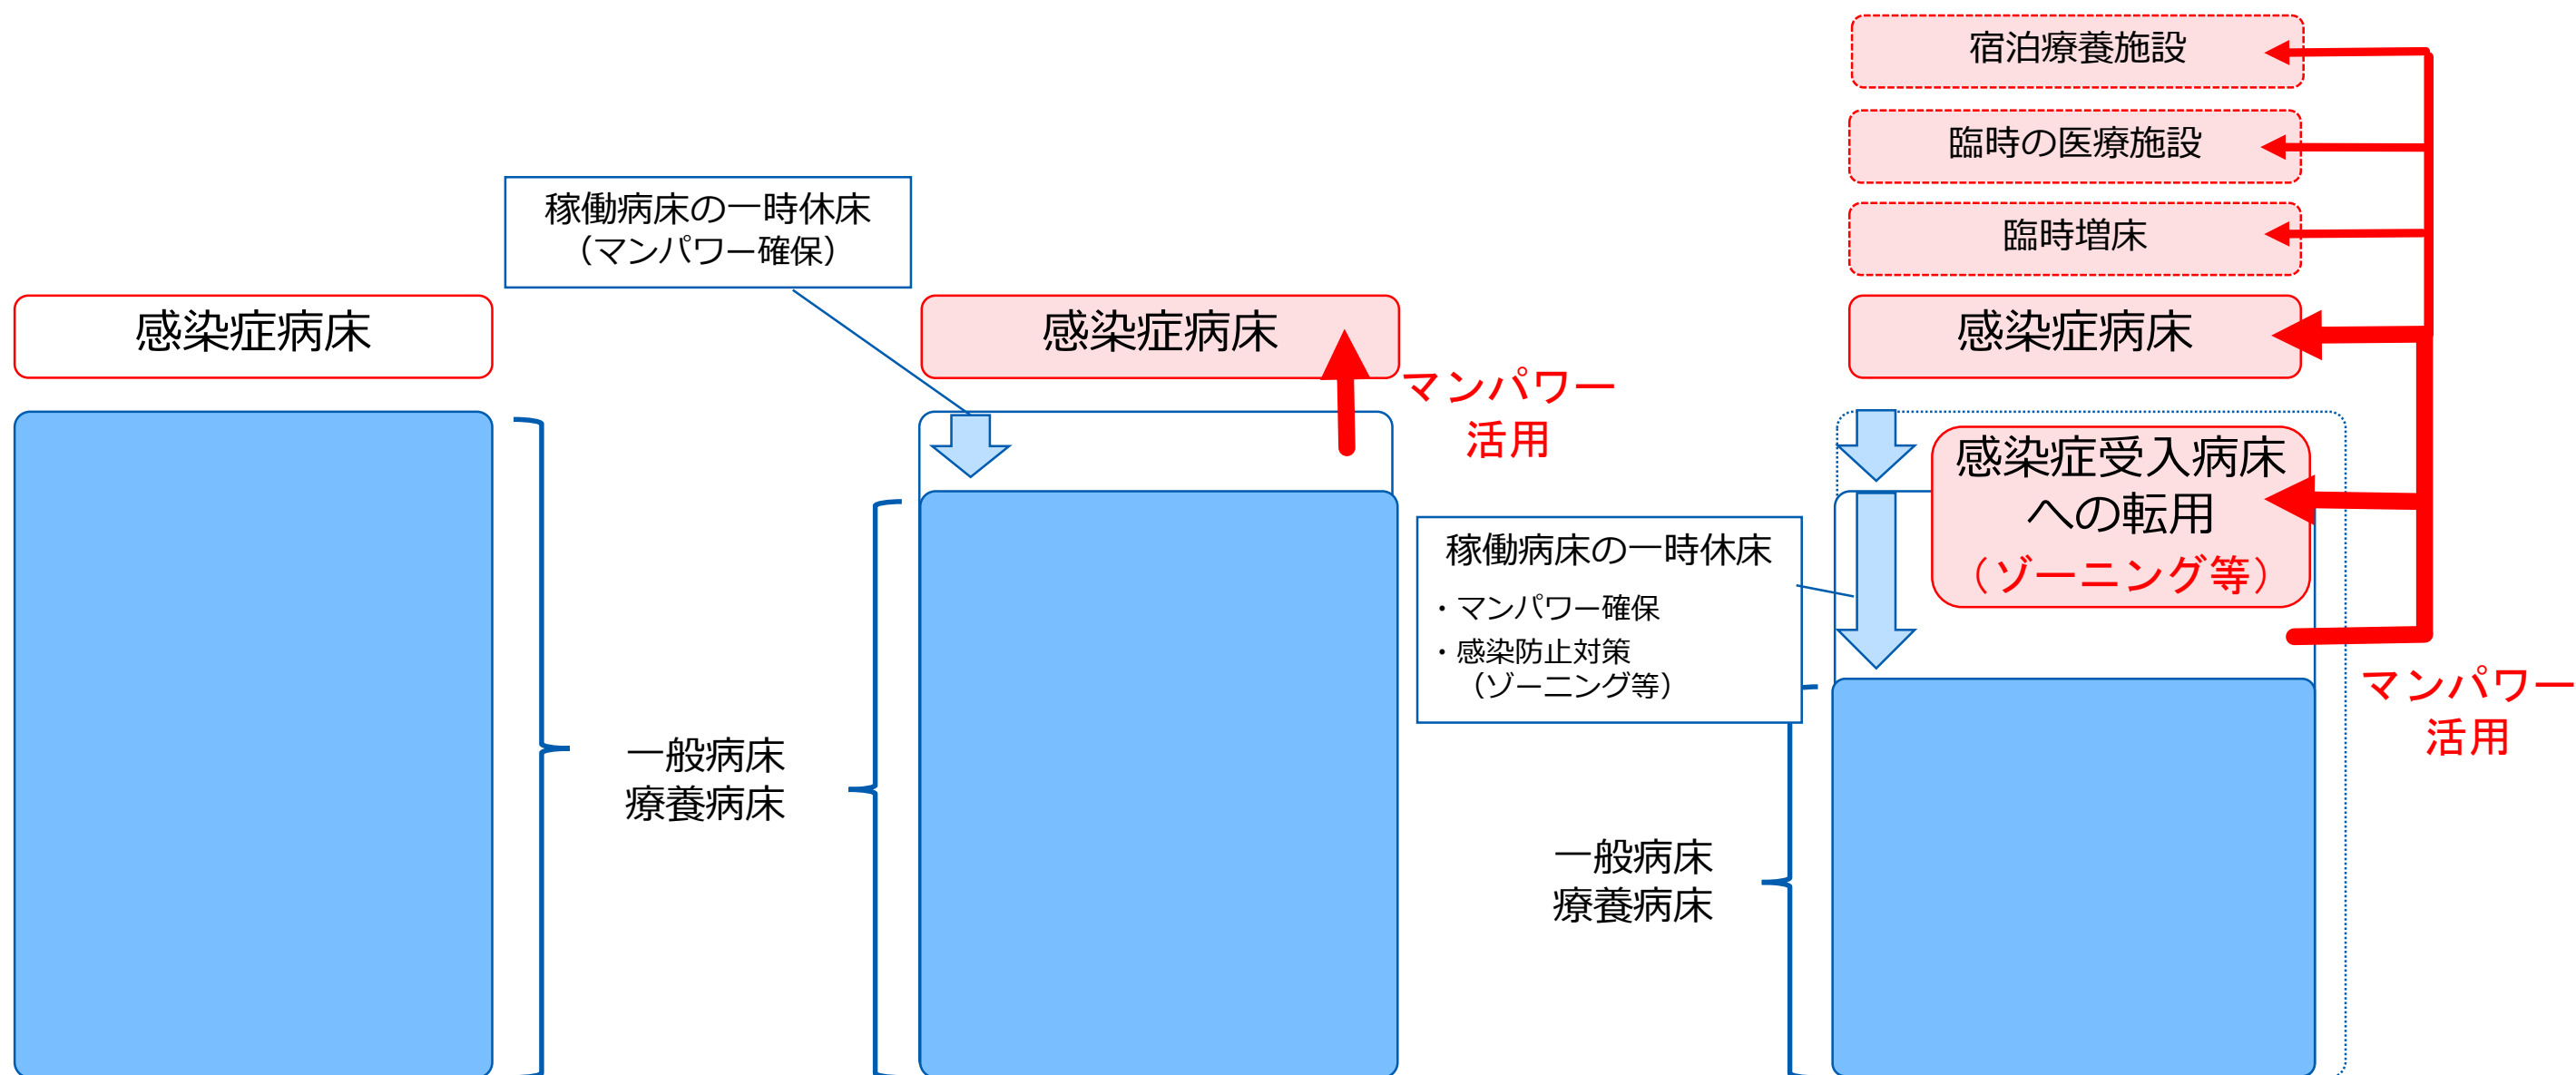 宿泊療養施設
臨時の医療施設
臨時増床
稼働病床の一時休床
（マンパワー確保）
感染症病床
感染症病床
感染症病床
マンパワー
活用
感染症受入病床
への転用
（ゾーニング等）
稼働病床の一時休床
・マンパワー確保
・感染防止対策
（ゾーニング等）
マンパワー
活用
一般病床
療養病床
一般病床
療養病床